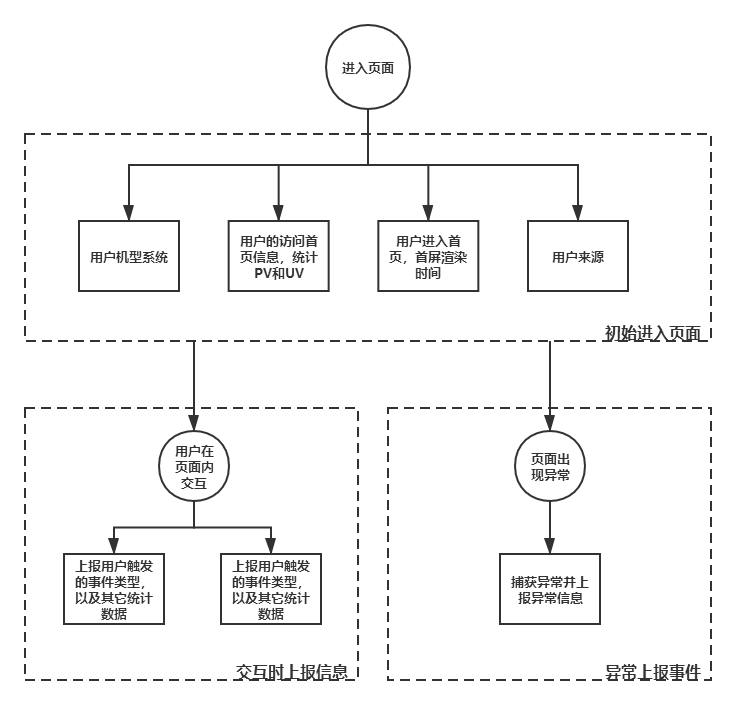 进入页面
用户机型系统
用户的访问首
页信息，统计
PV和UV
用户进入首
页，首屏渲染
时间
用户来源
初始进入页面
用户在
页面内
交互
上报用户触发
的事件类型，
以及其它统计
数据
上报用户触发
的事件类型，
以及其它统计
数据
交互时上报信息
页面出
现异常
捕获异常并上
报异常信息
异常上报事件